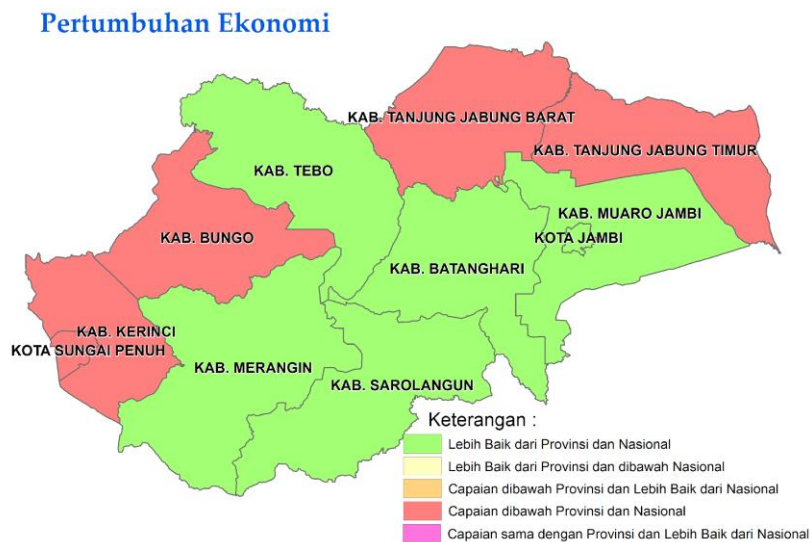 Pertumbuhan Ekonomi
KAB. TANJUNG JABUNG BARAT
KAB. TANJUNG JABUNG TIMUR
KAB. TEBO
KAB. MUARO JAMBI
KAB. BUNGO
KOTA JAMBI
KAB. BATANGHARI
KAB. KERINCI
KOTA SUNGAI PENUH
KAB. MERANGIN
KAB. SAROLANGUN
Keterangan :
Lebih Baik dari Provinsi dan Nasional
Lebih Baik dari Provinsi dan dibawah Nasional
Capaian dibawah Provinsi dan Lebih Baik dari Nasional
Capaian dibawah Provinsi dan Nasional
Capaian sama dengan Provinsi dan Lebih Baik dari Nasional